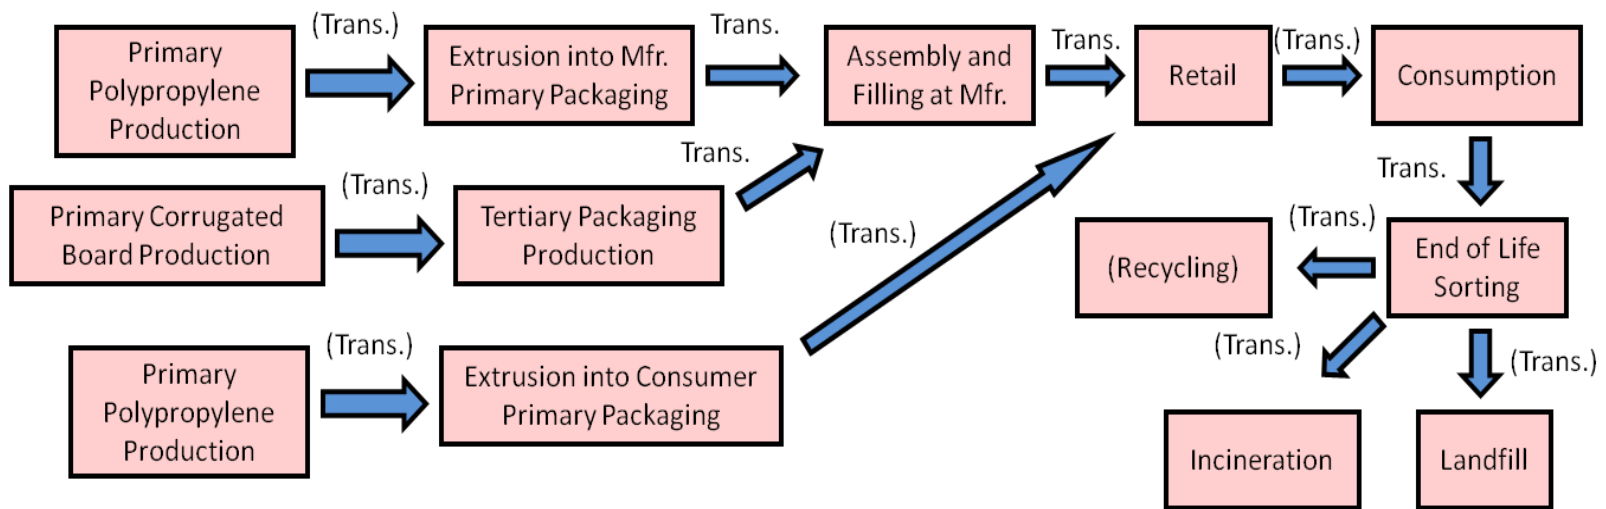 (Trans.)
Primary
Polypropylene
Production
Extrusion into Mfr.
Primary Packaging
Trans.
Assembly and
Filling at Mfr.
Trans.
Retail
(Trans.)
Consumption
Primary Corrugated
Board Production
(Trans.)
Tertiary Packaging
Production
Trans.
(Trans.)
Trans.
End of Life
Sorting
(Trans.)
(Recycling)
(Trans.)
Incineration
(Trans.)
Landfill
Primary
Polypropylene
Production
(Trans.)
Extrusion into Consumer
Primary Packaging